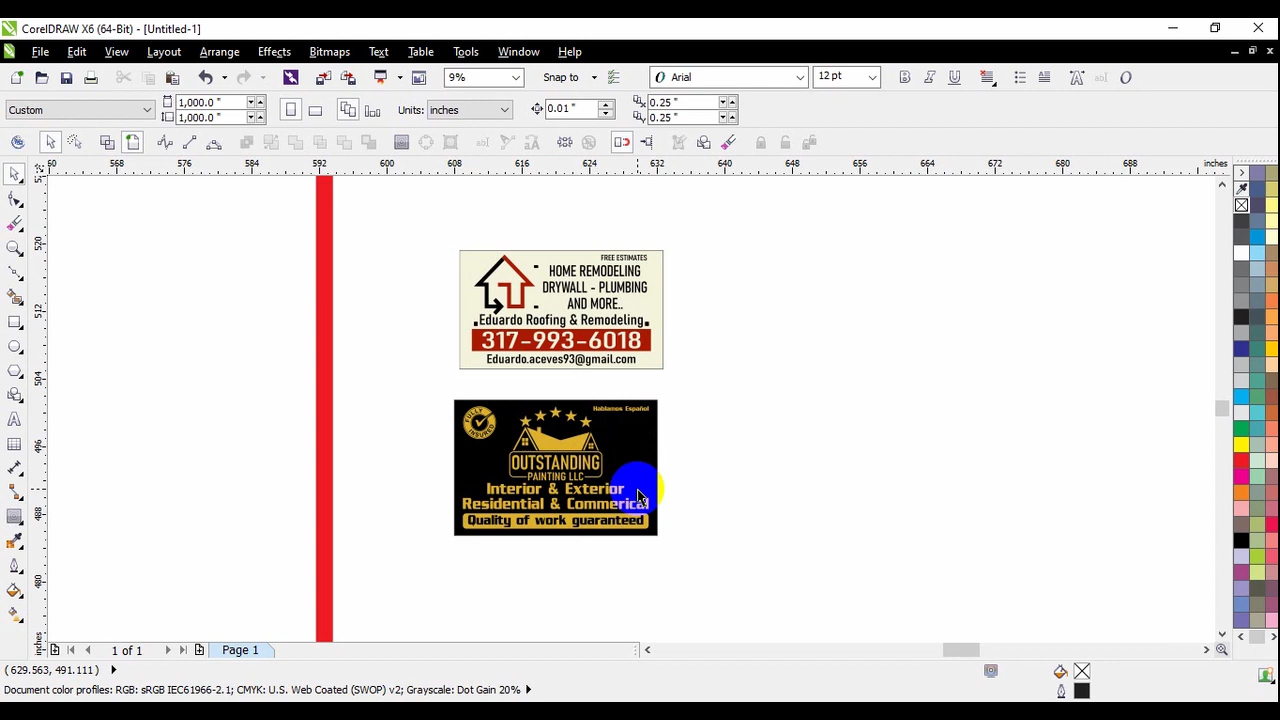 CorelDRAW X6 (64-Bit) - [Untitled-1]
File Edit View Layout Arrange Effects Bitmaps Text Table Tools Window Help
9% Snap to Arial 12 pt
Custom 1,000.0 " 1,000.0 " Units: inches 0.01 " 0.25 " 0.25 "
568 576 584 592 600 608 616 624 632 640 648 656 664 672 680 688 inches
520
512
504
496
488
480
inches
FREE ESTIMATES
HOME REMODELING
DRYWALL - PLUMBING
AND MORE..
Eduardo Roofing & Remodeling
317-993-6018
Eduardo.aceves93@gmail.com
Hablamos Español
FULLY
INSURED
OUTSTANDING
PAINTING LLC
Interior & Exterior
Residential & Commerical
Quality of work guaranteed
1 of 1 Page 1
(629.563, 491.111)
Document color profiles: RGB: sRGB IEC61966-2.1; CMYK: U.S. Web Coated (SWOP) v2; Grayscale: Dot Gain 20%